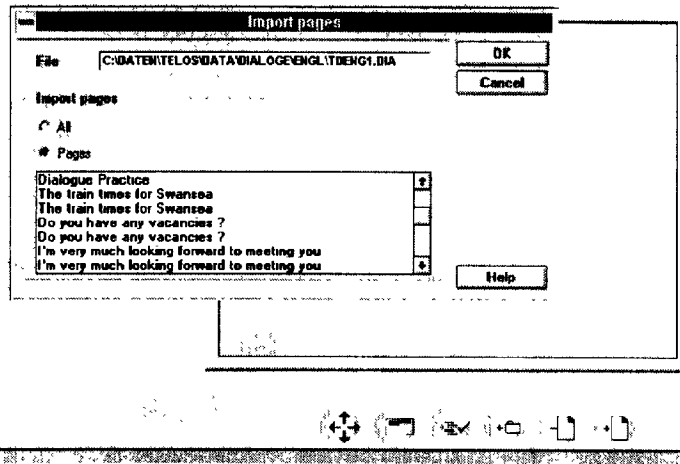 Import pages
File C:\DATEN\TELOS\DATA\DIALOGE\ENGL\TDENG1.DIA
OK
Cancel
Import pages
All
Pages
Dialogue Practice
The train times for Swansea
The train times for Swansea
Do you have any vacancies ?
Do you have any vacancies ?
I'm very much looking forward to meeting you
I'm very much looking forward to meeting you
Help